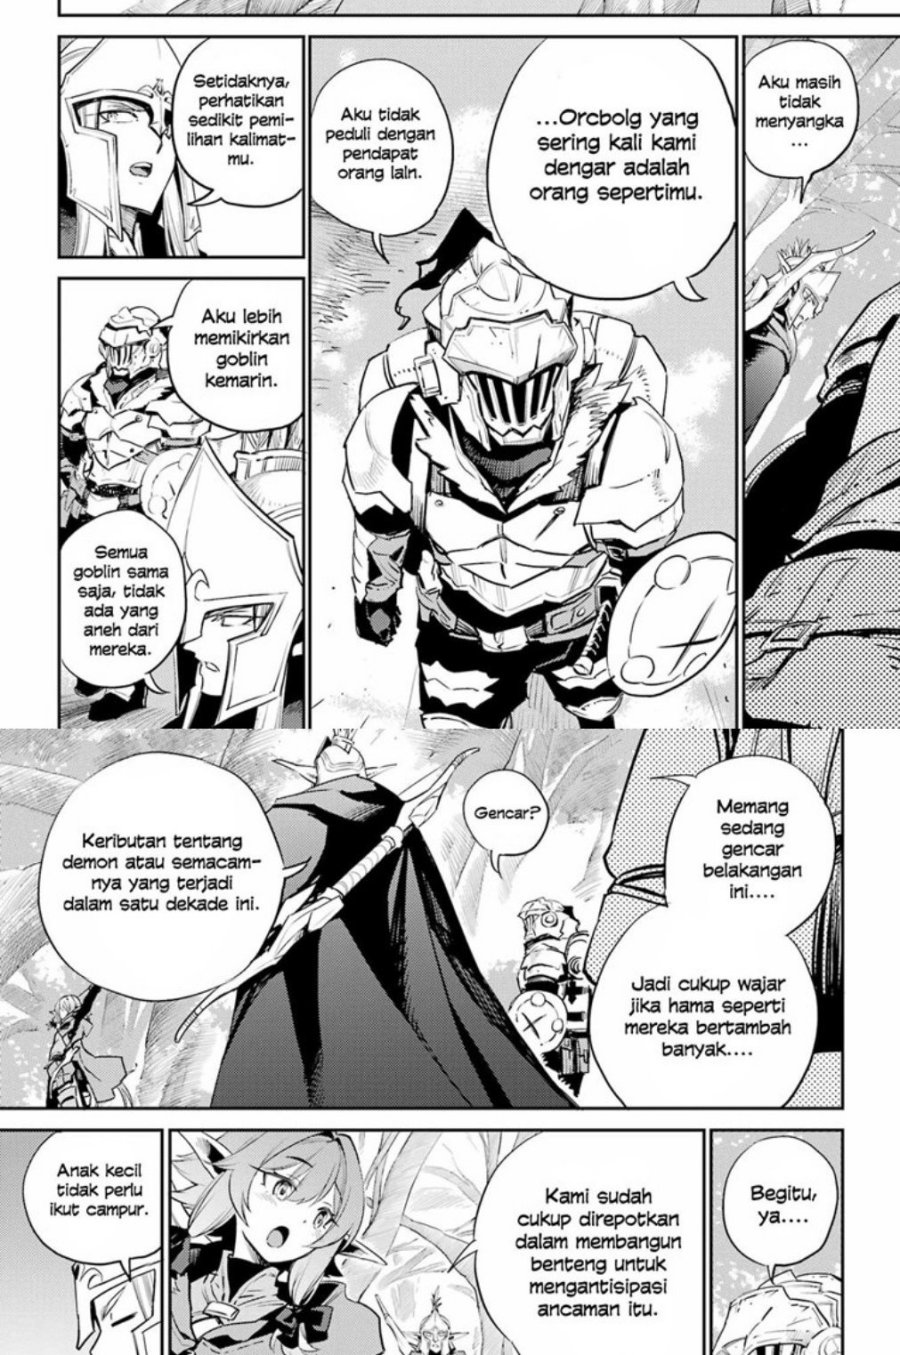 Aku masih
tidak
menyangka
...
...Orcbolg yang
sering kali kami
dengar adalah
orang sepertimu.
Aku tidak
peduli dengan
pendapat
orang lain.
Setidaknya,
perhatikan
sedikit pemi-
lihan kalimat-
mu.
Aku lebih
memikirkan
goblin
kemarin.
Semua
goblin sama
saja, tidak
ada yang
aneh dari
mereka.
Memang
sedang
gencar
belakangan
ini....
Jadi cukup wajar
jika hama seperti
mereka bertambah
banyak....
Gencar?
Keributan tentang
demon atau semacam-
nya yang terjadi
dalam satu dekade ini.
Begitu,
ya....
Kami sudah
cukup direpotkan
dalam membangun
benteng untuk
mengantisipasi
ancaman itu.
Anak kecil
tidak perlu
ikut campur.